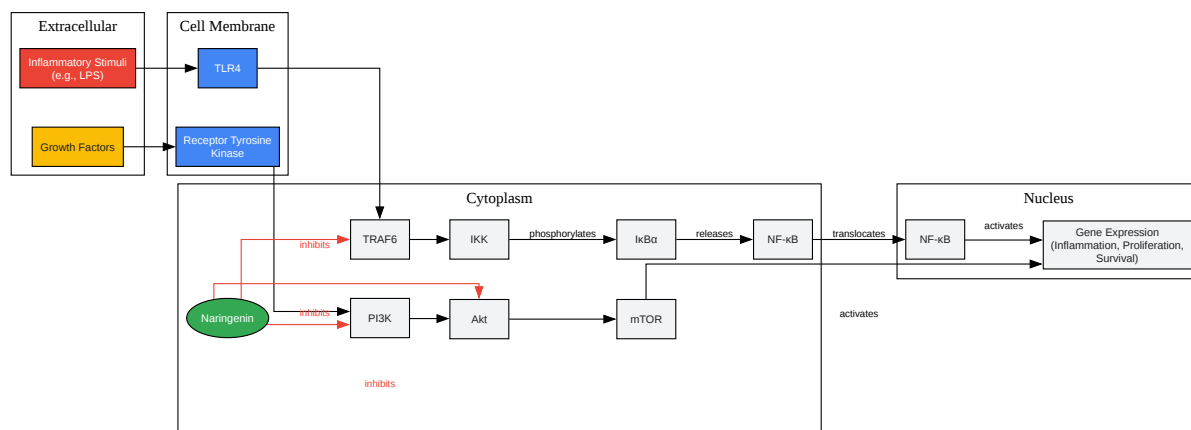 Extracellular
Cell Membrane
Inflammatory Stimuli
(e.g., LPS)
TLR4
Growth Factors
Receptor Tyrosine
Kinase
Cytoplasm
Nucleus
TRAF6
IKK
phosphorylates
IκBα
releases
NF-κB
translocates
NF-κB
activates
Gene Expression
(Inflammation, Proliferation,
Survival)
inhibits
Naringenin
inhibits
PI3K
Akt
mTOR
activates
inhibits